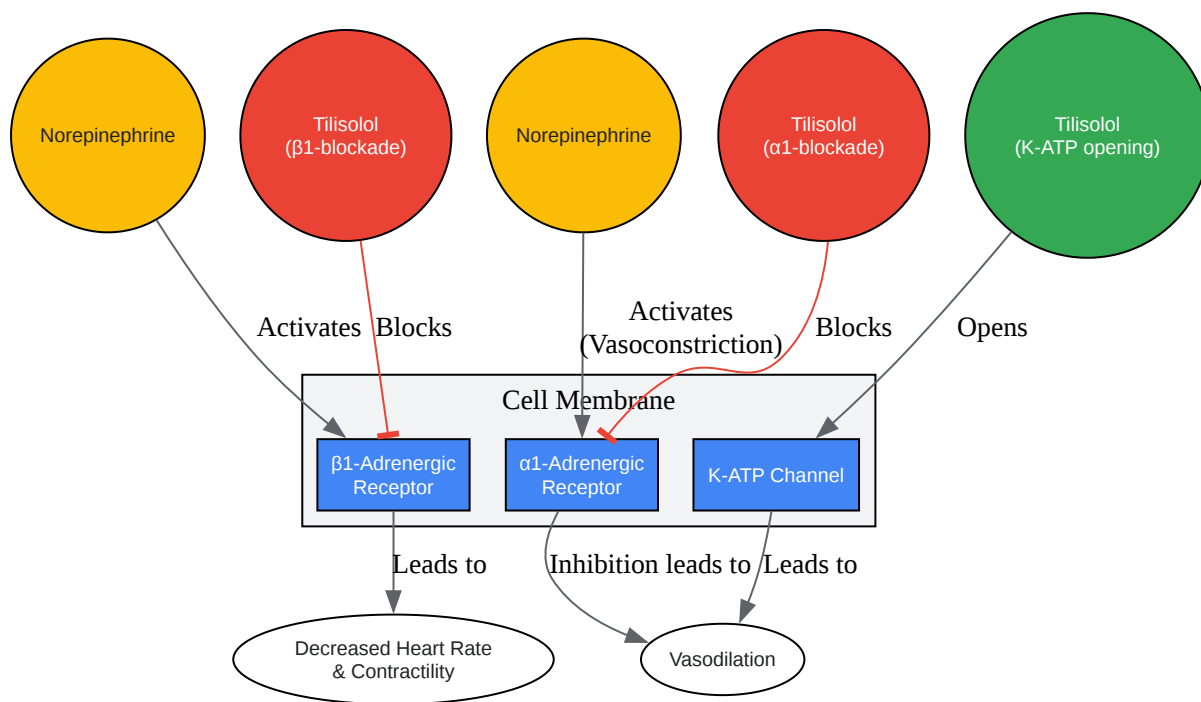 Norepinephrine
Tilisolol
(β1-blockade)
Norepinephrine
Tilisolol
(α1-blockade)
Tilisolol
(K-ATP opening)
Activates
Blocks
Activates
(Vasoconstriction)
Blocks
Opens
Cell Membrane
β1-Adrenergic
Receptor
α1-Adrenergic
Receptor
K-ATP Channel
Leads to
Inhibition leads to
Leads to
Decreased Heart Rate
& Contractility
Vasodilation